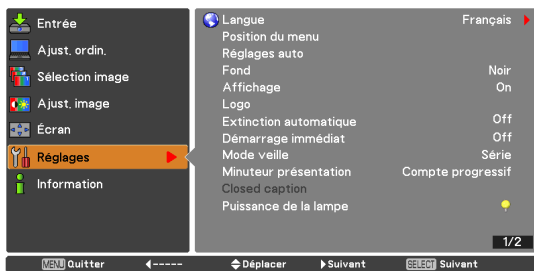 Entrée
Ajust. ordin.
Sélection image
Ajust. image
Écran
Réglages
Information
Langue Français
Position du menu
Réglages auto
Fond Noir
Affichage On
Logo
Extinction automatique Off
Démarrage immédiat Off
Mode veille Série
Minuteur présentation Compte progressif
Closed caption
Puissance de la lampe
1/2
MENU Quitter ----- Déplacer Suivant SELECT Suivant